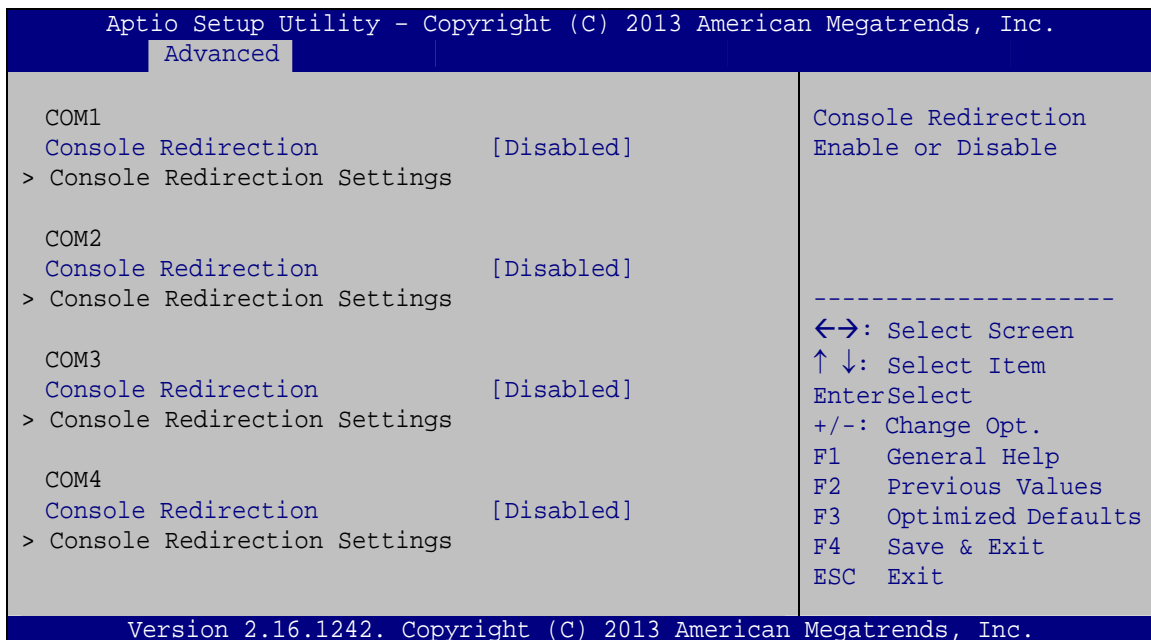 Aptio Setup Utility – Copyright (C) 2013 American Megatrends, Inc.
Advanced
COM1
Console Redirection [Disabled]
> Console Redirection Settings
COM2
Console Redirection [Disabled]
> Console Redirection Settings
COM3
Console Redirection [Disabled]
> Console Redirection Settings
COM4
Console Redirection [Disabled]
> Console Redirection Settings
Console Redirection
Enable or Disable
---------------------
←→: Select Screen
↑ ↓: Select Item
EnterSelect
+/-: Change Opt.
F1 General Help
F2 Previous Values
F3 Optimized Defaults
F4 Save & Exit
ESC Exit
Version 2.16.1242. Copyright (C) 2013 American Megatrends, Inc.